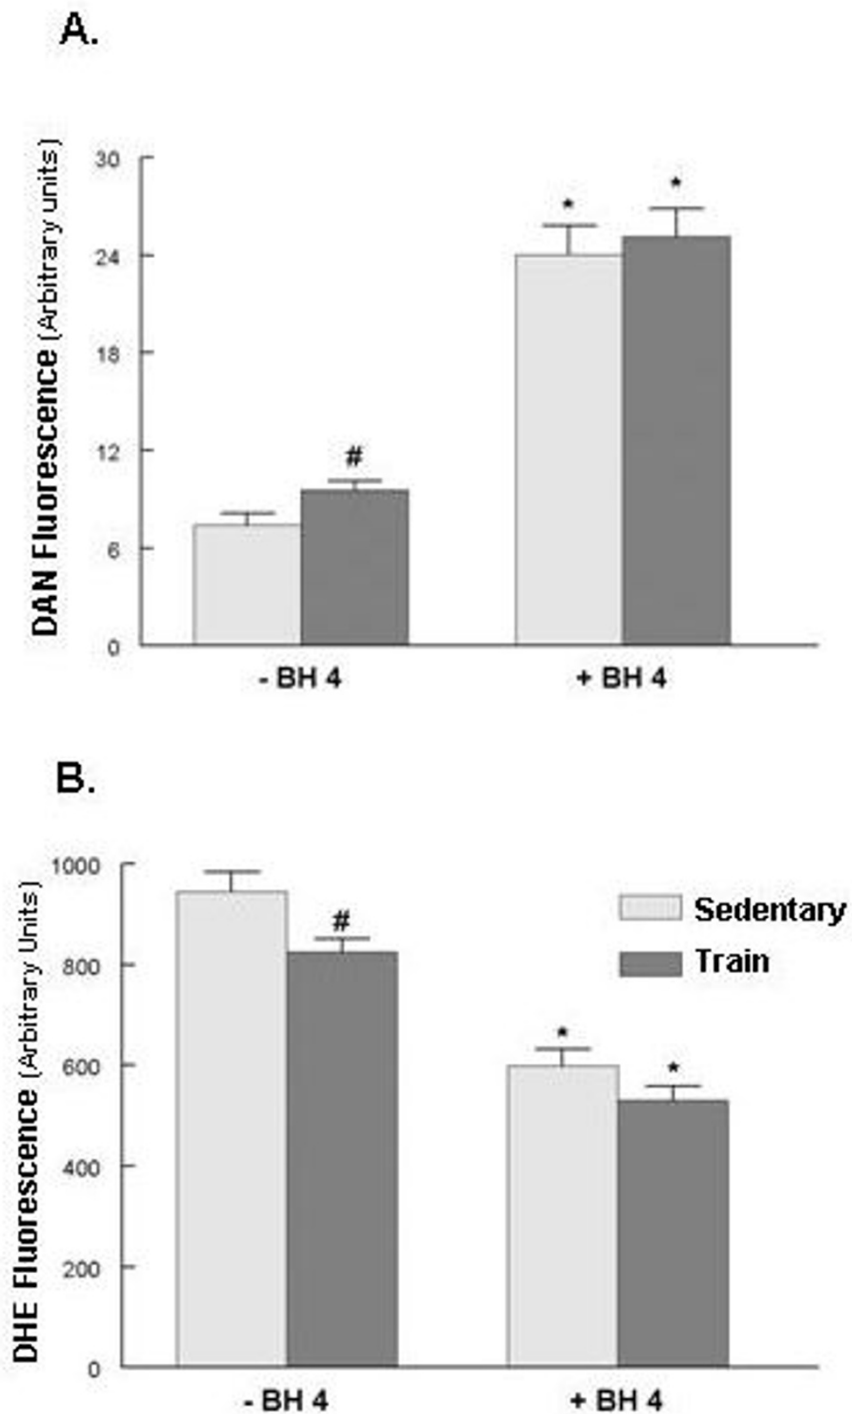 A.
DAN Fluorescence (Arbitrary units)
30
24
18
12
6
0
#
*
*
- BH 4
+ BH 4
B.
DHE Fluorescence (Arbitrary Units)
1000
800
600
400
200
0
#
*
*
Sedentary
Train
- BH 4
+ BH 4